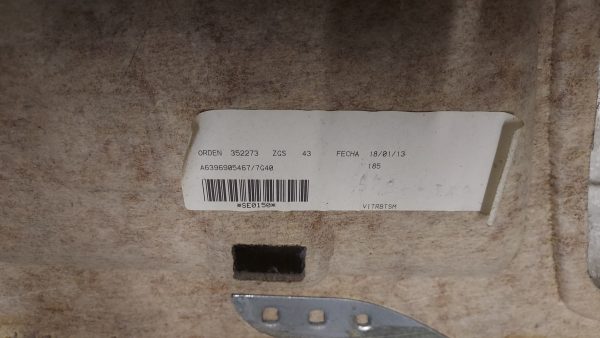 ORDEN 352273 ZGS 43 FECHA 18/01/13
A6396905467/7G40 185
*SE0150*
VITRBTSM